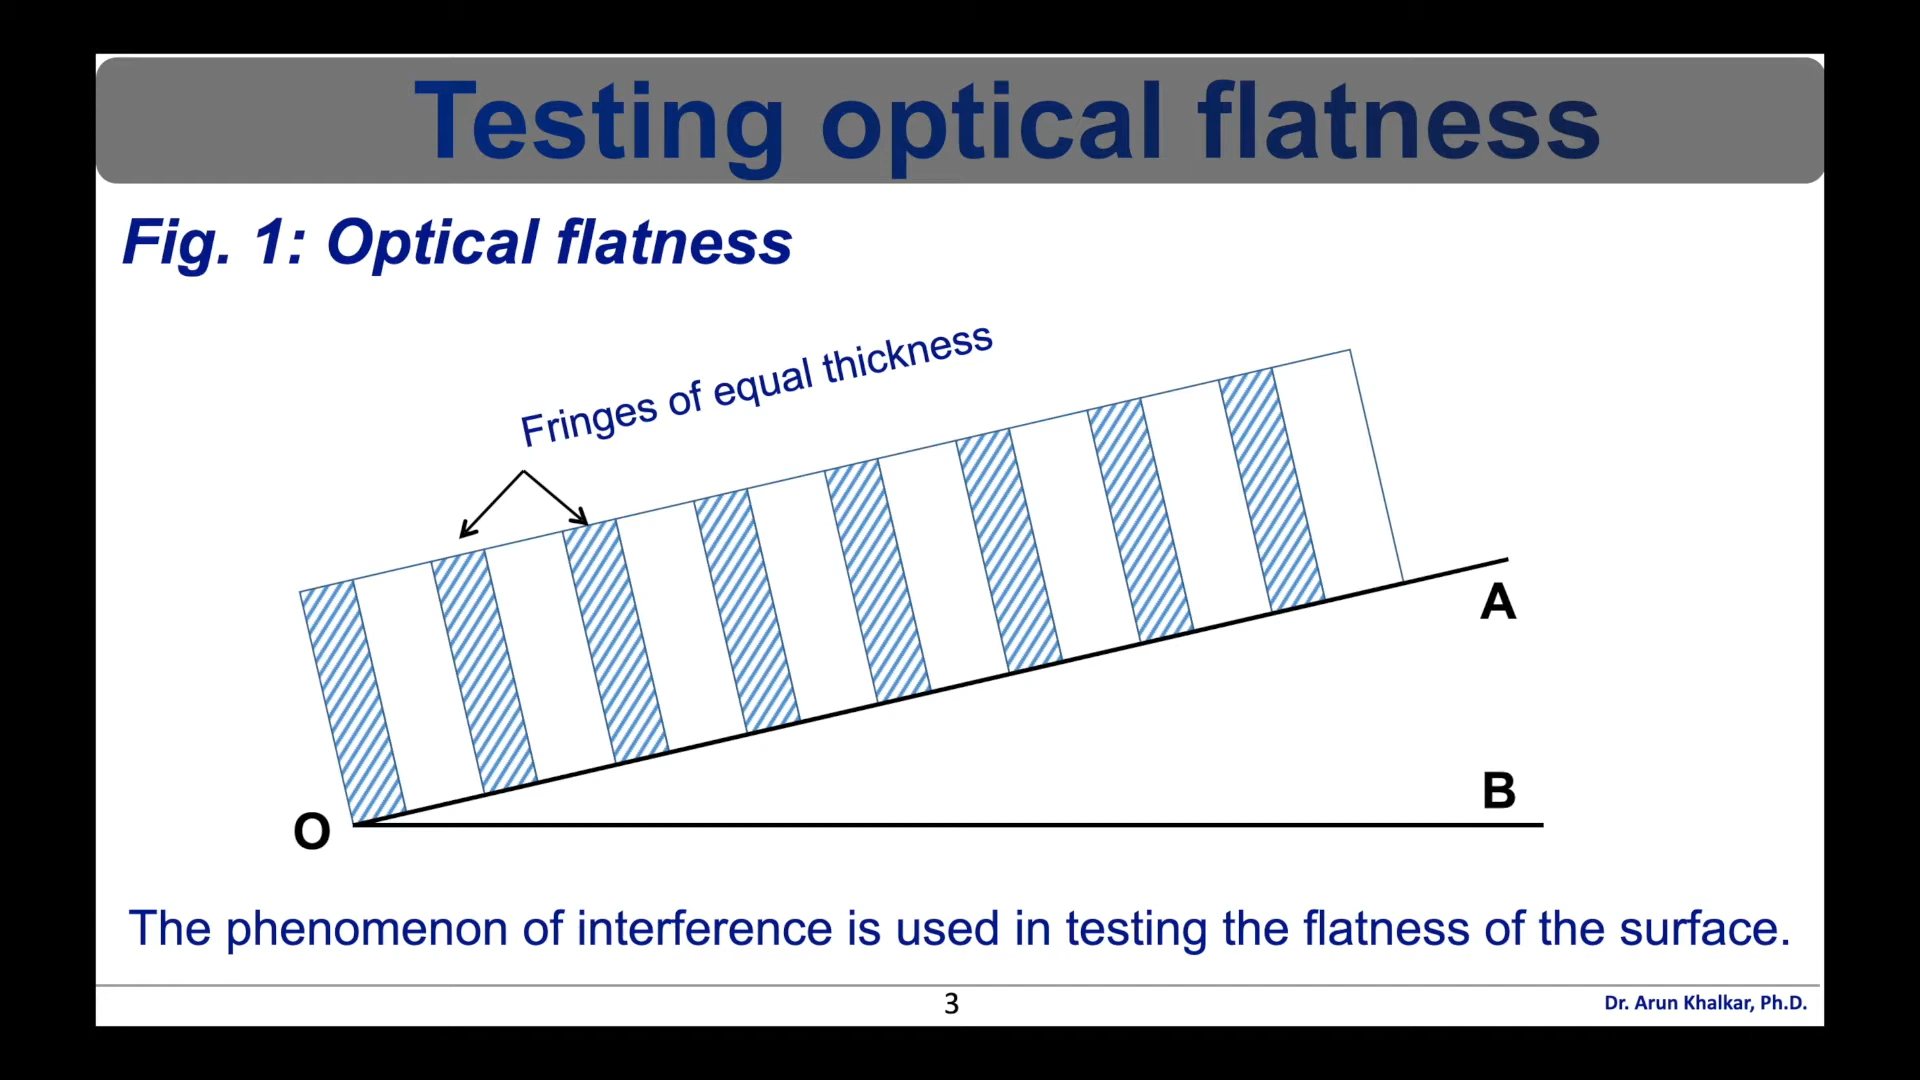 Testing optical flatness
Fig. 1: Optical flatness
Fringes of equal thickness
A
B
O
The phenomenon of interference is used in testing the flatness of the surface.
3
Dr. Arun Khalkar, Ph.D.